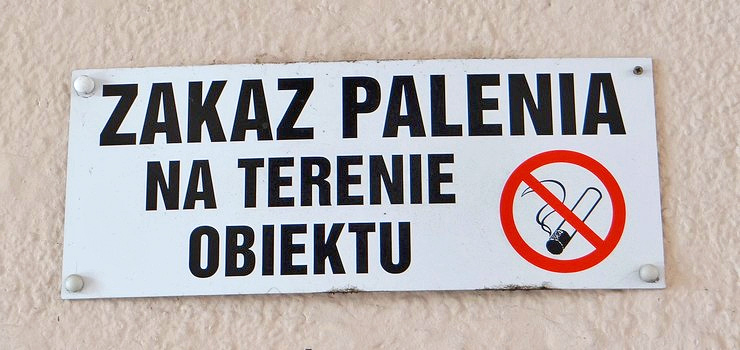 ZAKAZ PALENIA
NA TERENIE
OBIEKTU